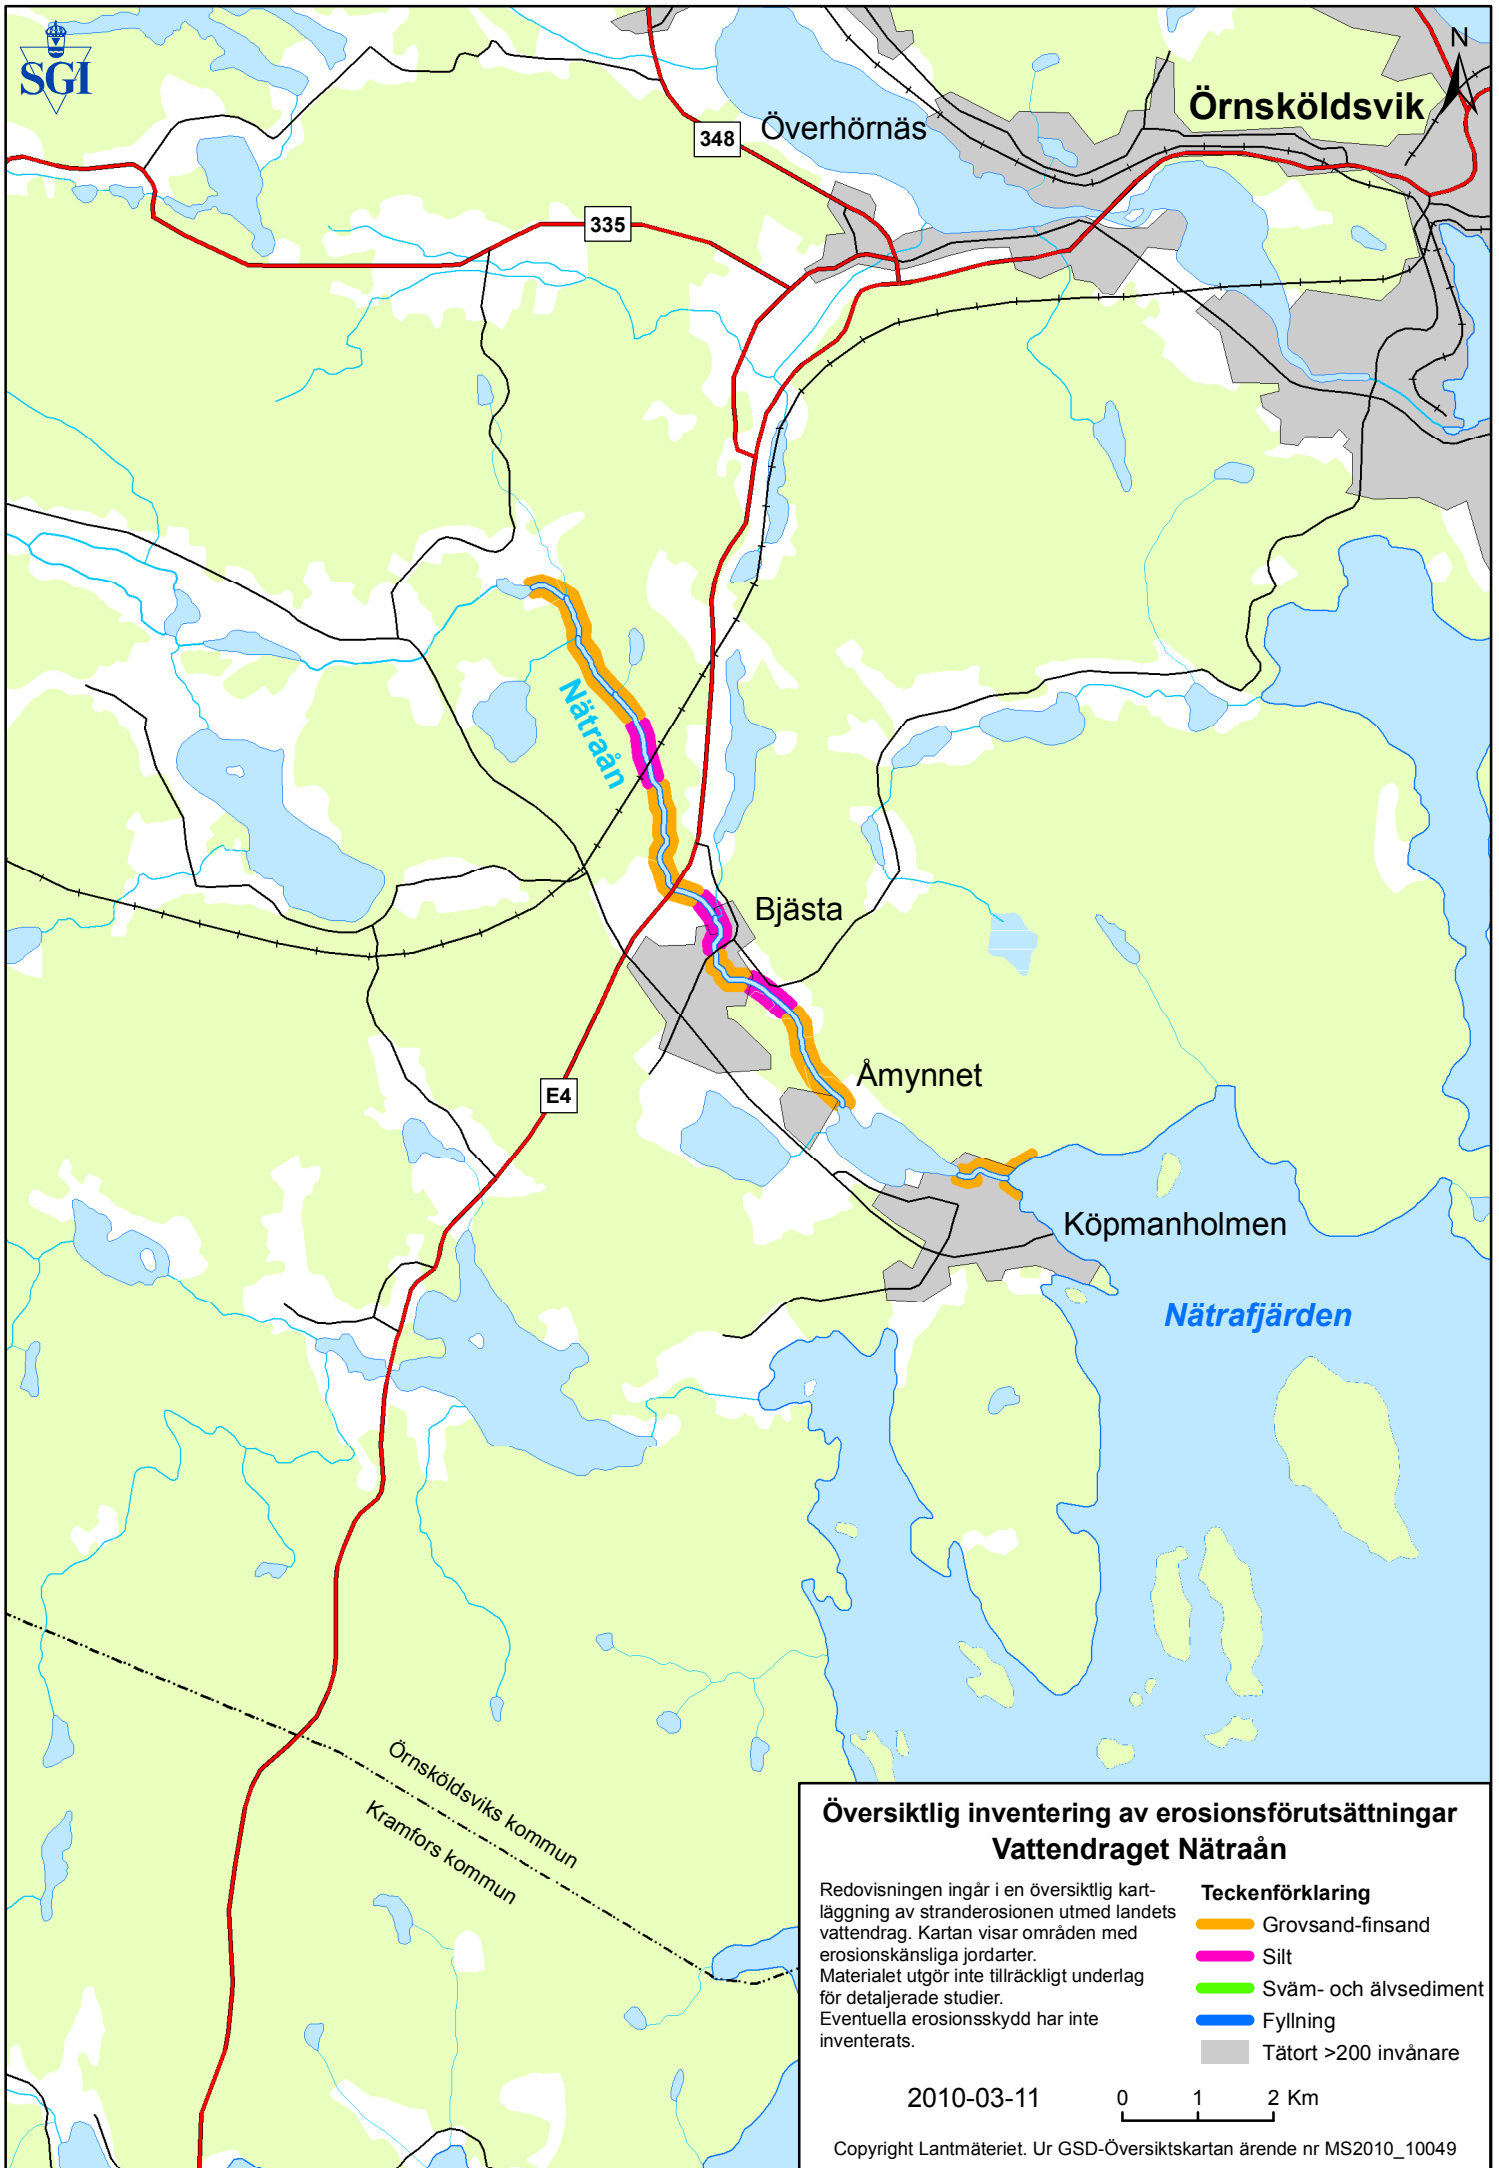 SGI
N
Örnsköldsvik
Överhörnäs
348
335
Nätraån
Bjästa
Åmynnet
E4
Köpmanholmen
Nätrafjärden
Örnsköldsviks kommun
Kramfors kommun
Översiktlig inventering av erosionsförutsättningar
Vattendraget Nätraån
Redovisningen ingår i en översiktlig kart-
läggning av stranderosionen utmed landets
vattendrag. Kartan visar områden med
erosionskänsliga jordarter.
Materialet utgör inte tillräckligt underlag
för detaljerade studier.
Eventuella erosionsskydd har inte
inventerats.
Teckenförklaring
Grovsand-finsand
Silt
Sväm- och älvsediment
Fyllning
Tätort >200 invånare
2010-03-11
0 1 2 Km
Copyright Lantmäteriet. Ur GSD-Översiktskartan ärende nr MS2010_10049